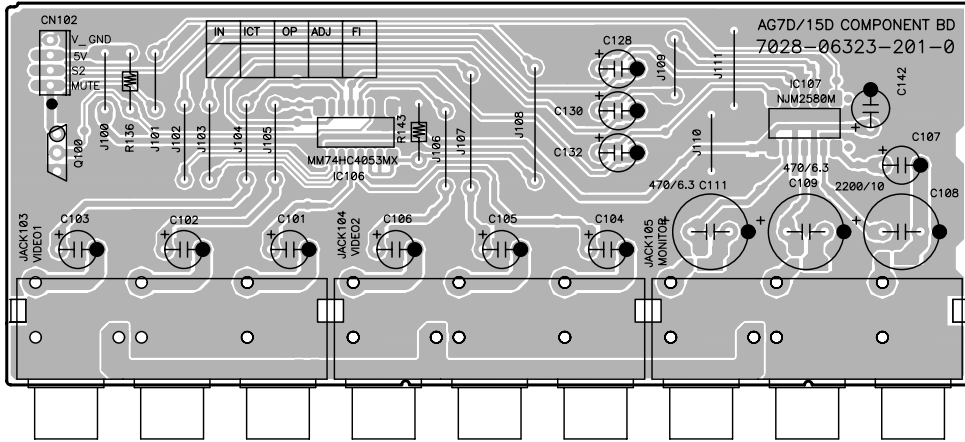 CN102
V_GND
5V
S2
MUTE
IN ICT OP ADJ FI
AG7D/15D COMPONENT BD
7028-06323-201-0
C128
C130
C132
J109
J111
IC107
NJM2580M
C142
Q100
J100
R136
J101
J102
J103
J104
J105
MM74HC4053MX
IC106
R143
J106
J107
J108
J110
C107
470/6.3
C111
470/6.3
C109
2200/10
C108
JACK103
VIDEO1
C103
C102
C101
JACK104
VIDEO2
C106
C105
C104
JACK105
MONITOR